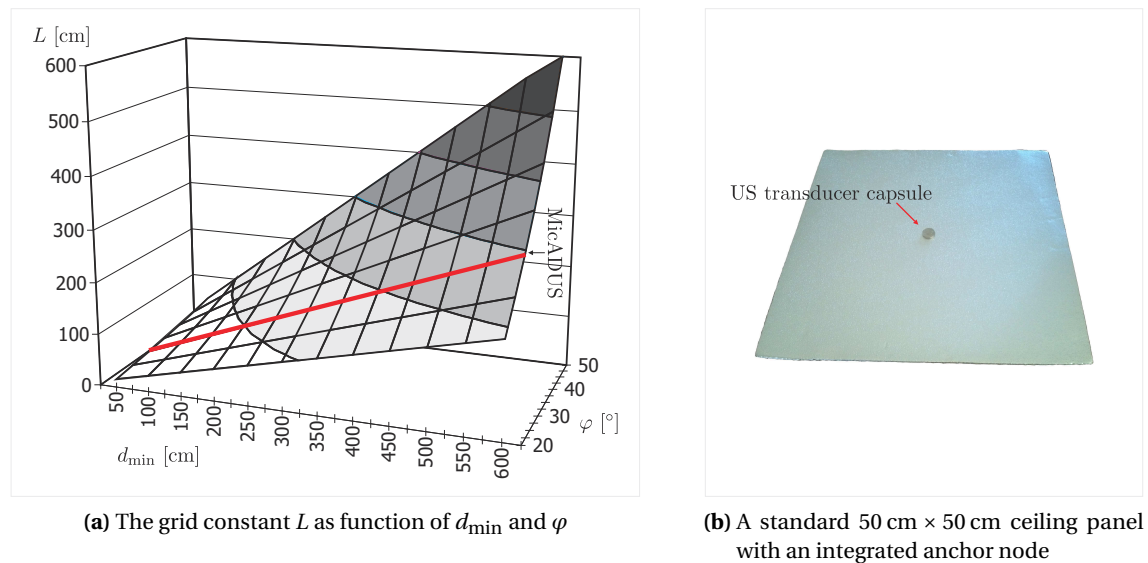 L [cm]
600
500
400
300
200
100
0
50
100
150
200
250
300
350
400
450
500
550
600
d_min [cm]
20
30
40
50
φ [°]
MicADUS
(a) The grid constant L as function of d_min and φ
US transducer capsule
(b) A standard 50 cm × 50 cm ceiling panel
with an integrated anchor node